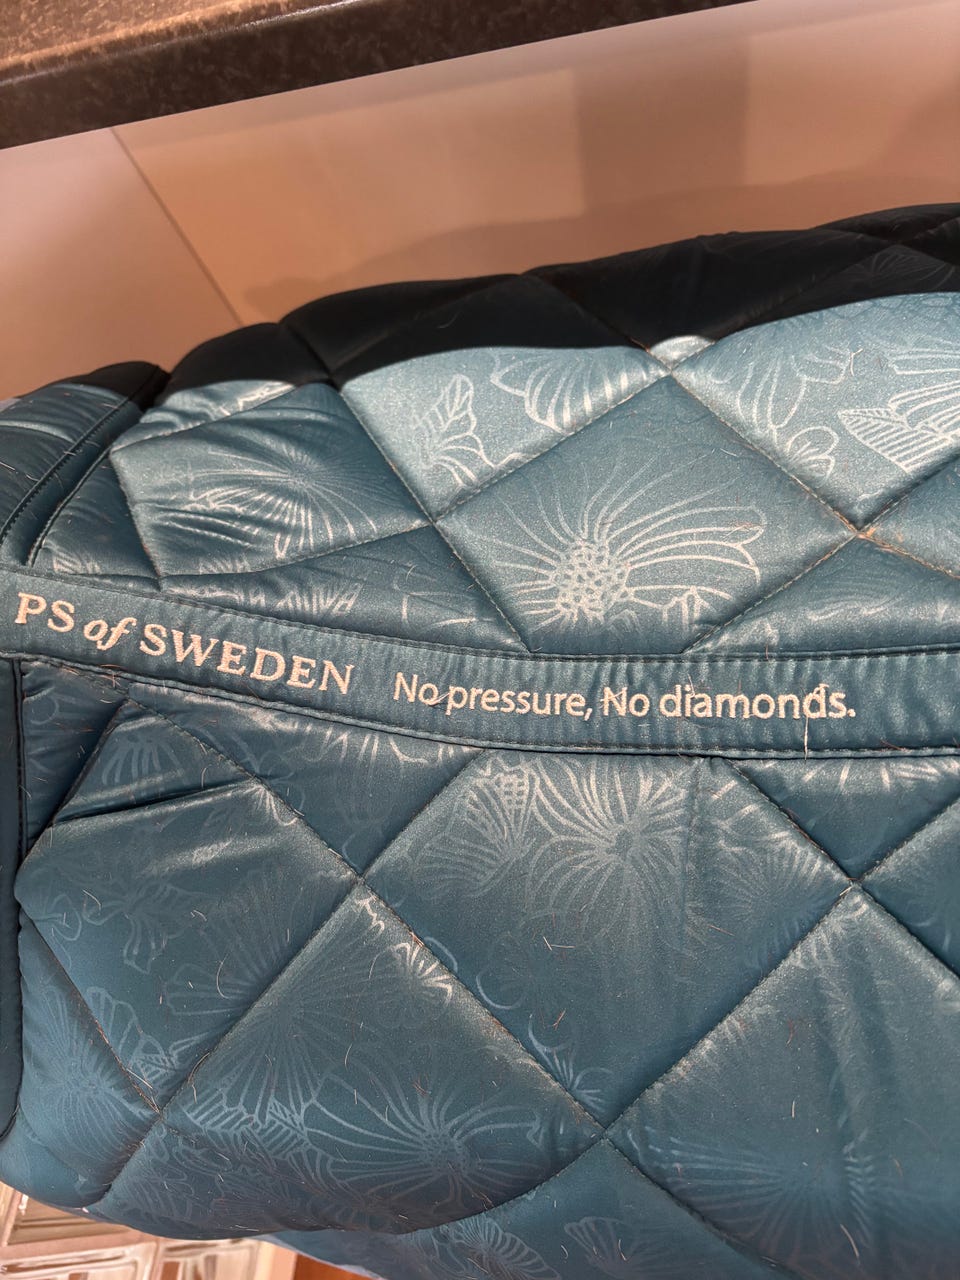 PS of SWEDEN No pressure, No diamonds.